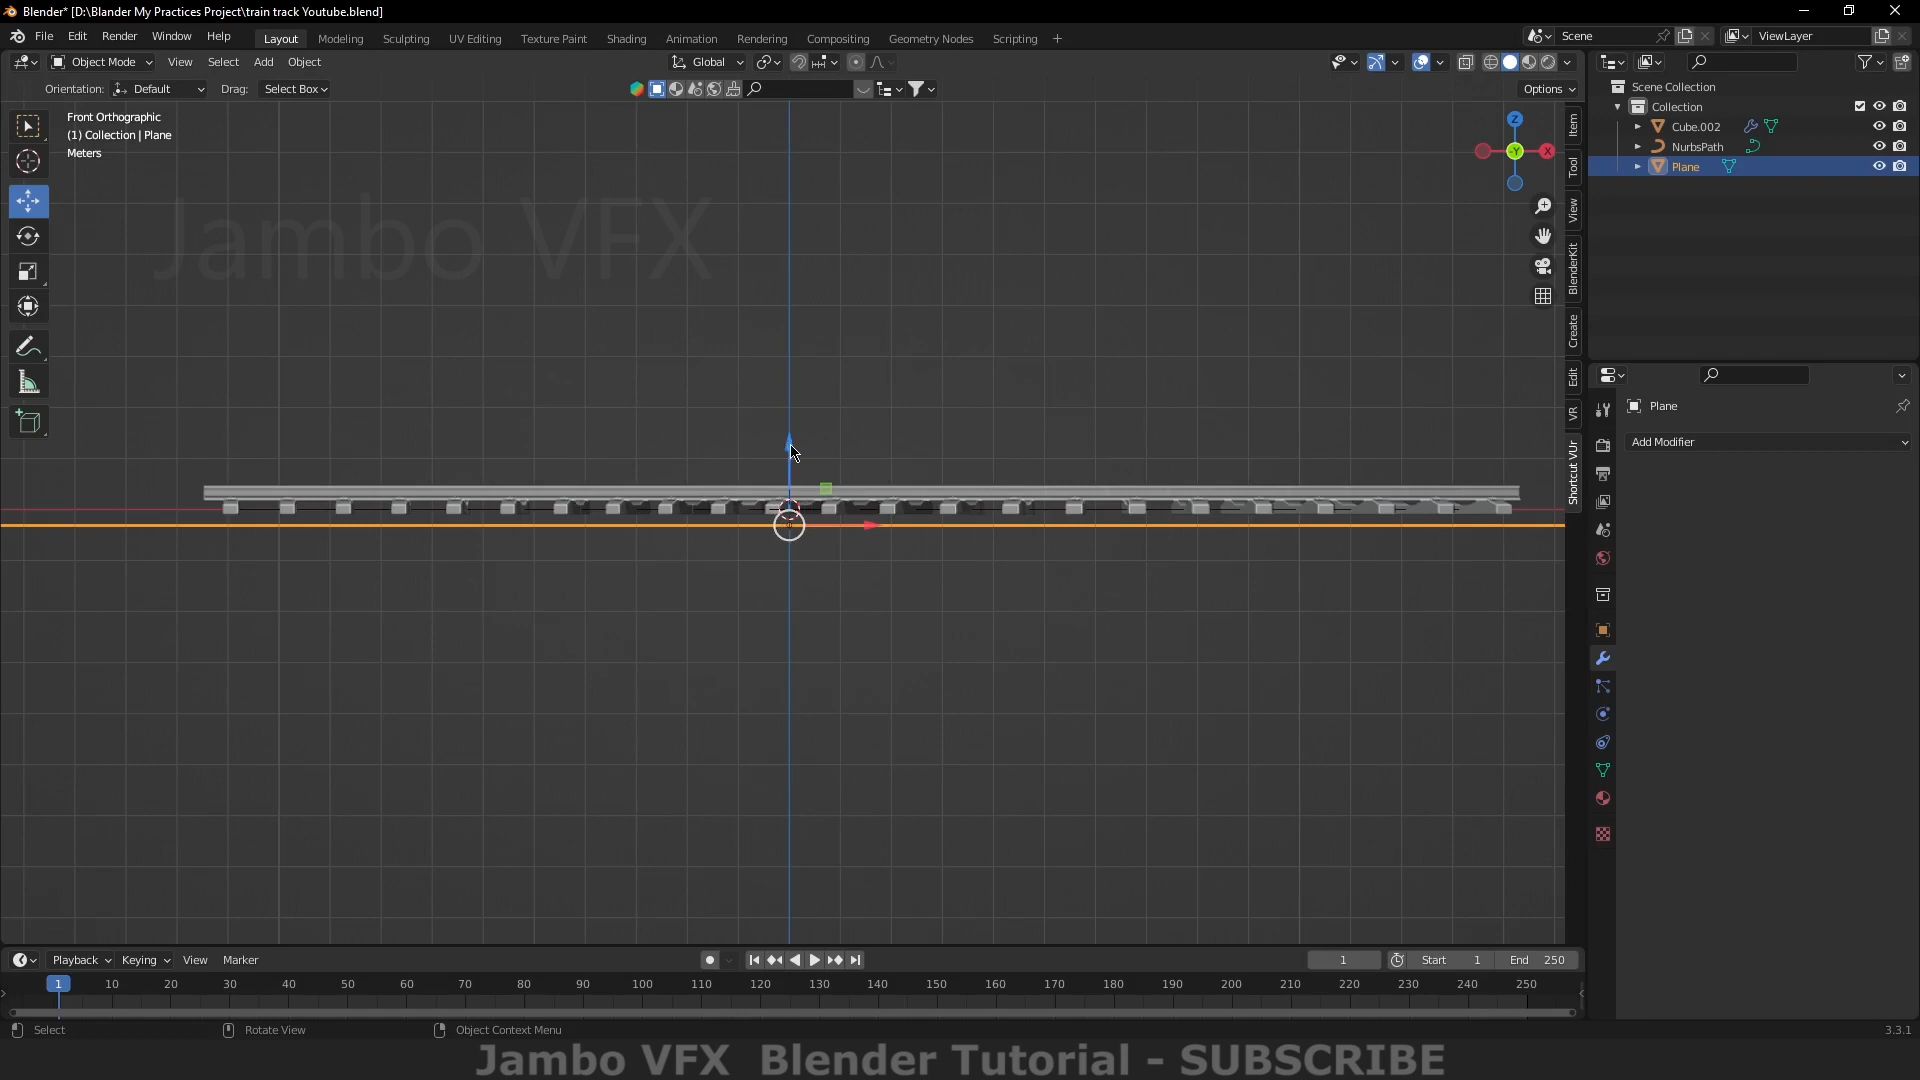 Blender* [D:\Blander My Practices Project\train track Youtube.blend]
File Edit Render Window Help
Layout Modeling Sculpting UV Editing Texture Paint Shading Animation Rendering Compositing Geometry Nodes Scripting +
Scene
ViewLayer
Object Mode View Select Add Object
Global
Orientation: Default Drag: Select Box
Options
Front Orthographic
(1) Collection | Plane
Meters
Jambo VFX
Z
-Y
X
Item
Tool
View
BlenderKit
Create
Edit
VR
Shortcut VUr
Scene Collection
Collection
Cube.002
NurbsPath
Plane
Plane
Add Modifier
Playback Keying View Marker
1
Start 1
End 250
1 10 20 30 40 50 60 70 80 90 100 110 120 130 140 150 160 170 180 190 200 210 220 230 240 250
Select
Rotate View
Object Context Menu
3.3.1
Jambo VFX Blender Tutorial - SUBSCRIBE